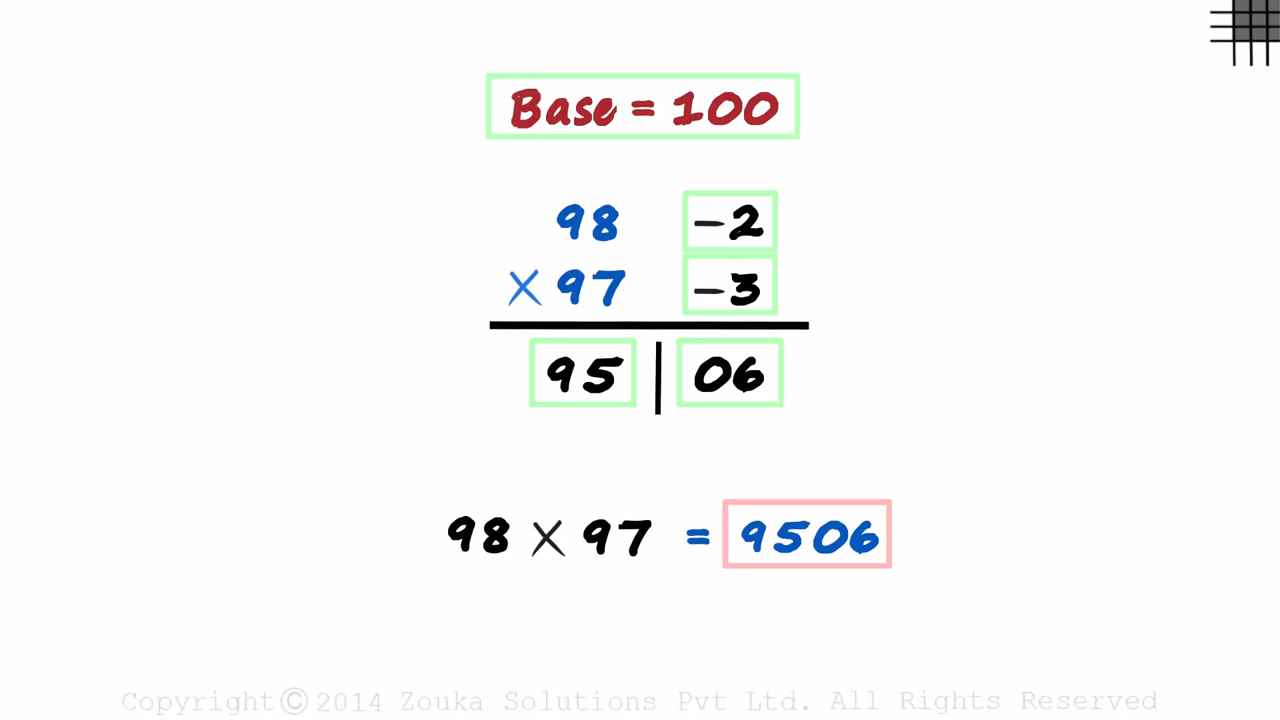 Base = 100
98 -2
× 97 -3
95 | 06
98 × 97 = 9506
Copyright©2014 Zouka Solutions Pvt Ltd. All Rights Reserved